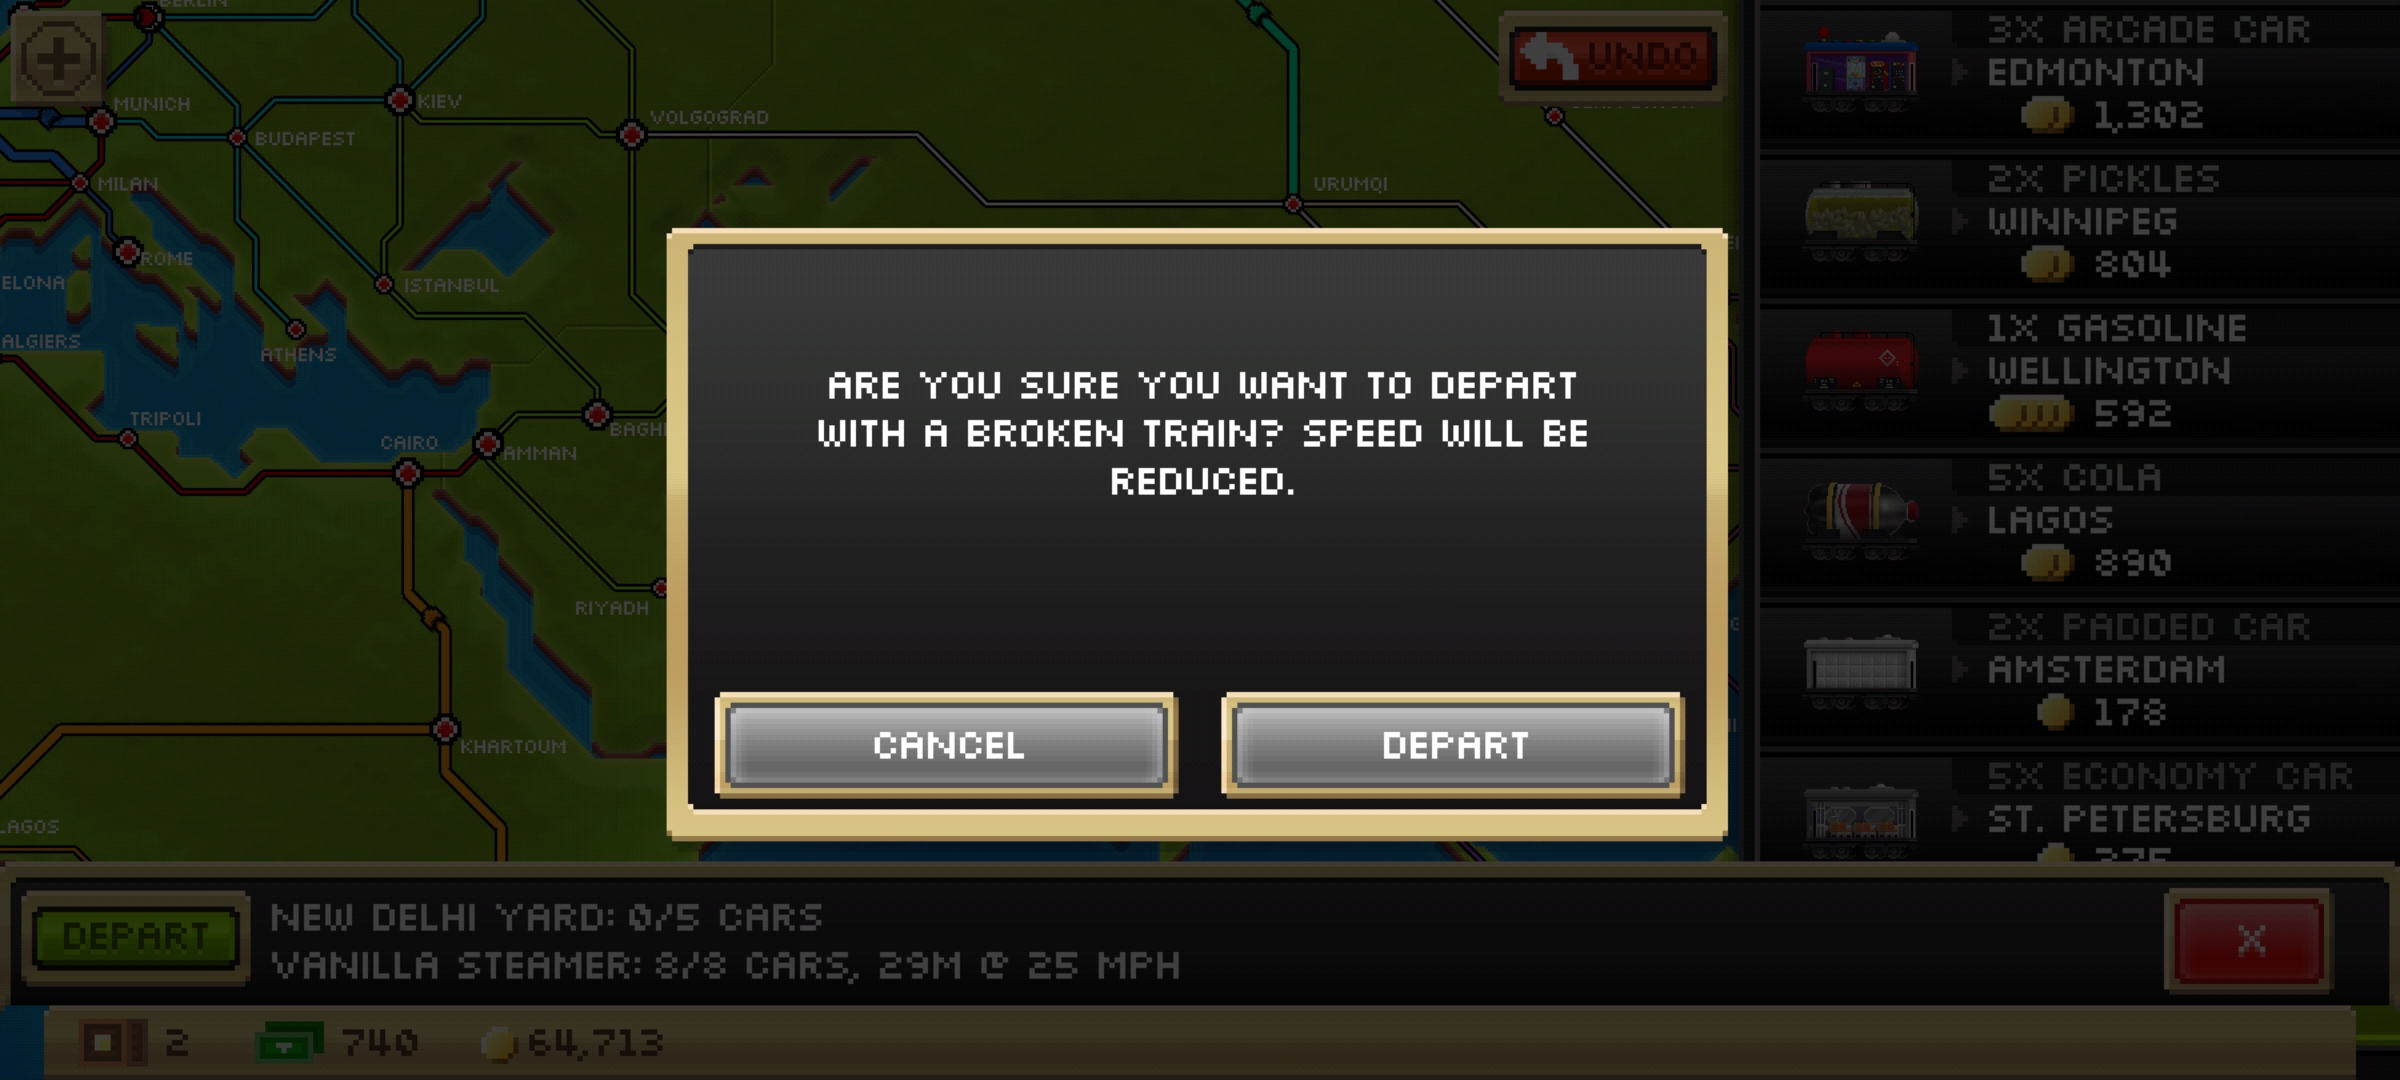 BERLIN
MUNICH
KIEV
BUDAPEST
VOLGOGRAD
MILAN
URUMQI
ROME
ELONA
ISTANBUL
ALGIERS
ATHENS
TRIPOLI
CAIRO
AMMAN
BAGH
RIYADH
KHARTOUM
LAGOS
UNDO
ARE YOU SURE YOU WANT TO DEPART
WITH A BROKEN TRAIN? SPEED WILL BE
REDUCED.
CANCEL
DEPART
3X ARCADE CAR
EDMONTON
1,302
2X PICKLES
WINNIPEG
804
1X GASOLINE
WELLINGTON
592
5X COLA
LAGOS
890
2X PADDED CAR
AMSTERDAM
178
5X ECONOMY CAR
ST. PETERSBURG
DEPART
NEW DELHI YARD: 0/5 CARS
VANILLA STEAMER: 8/8 CARS, 29M @ 25 MPH
X
2
740
64,713